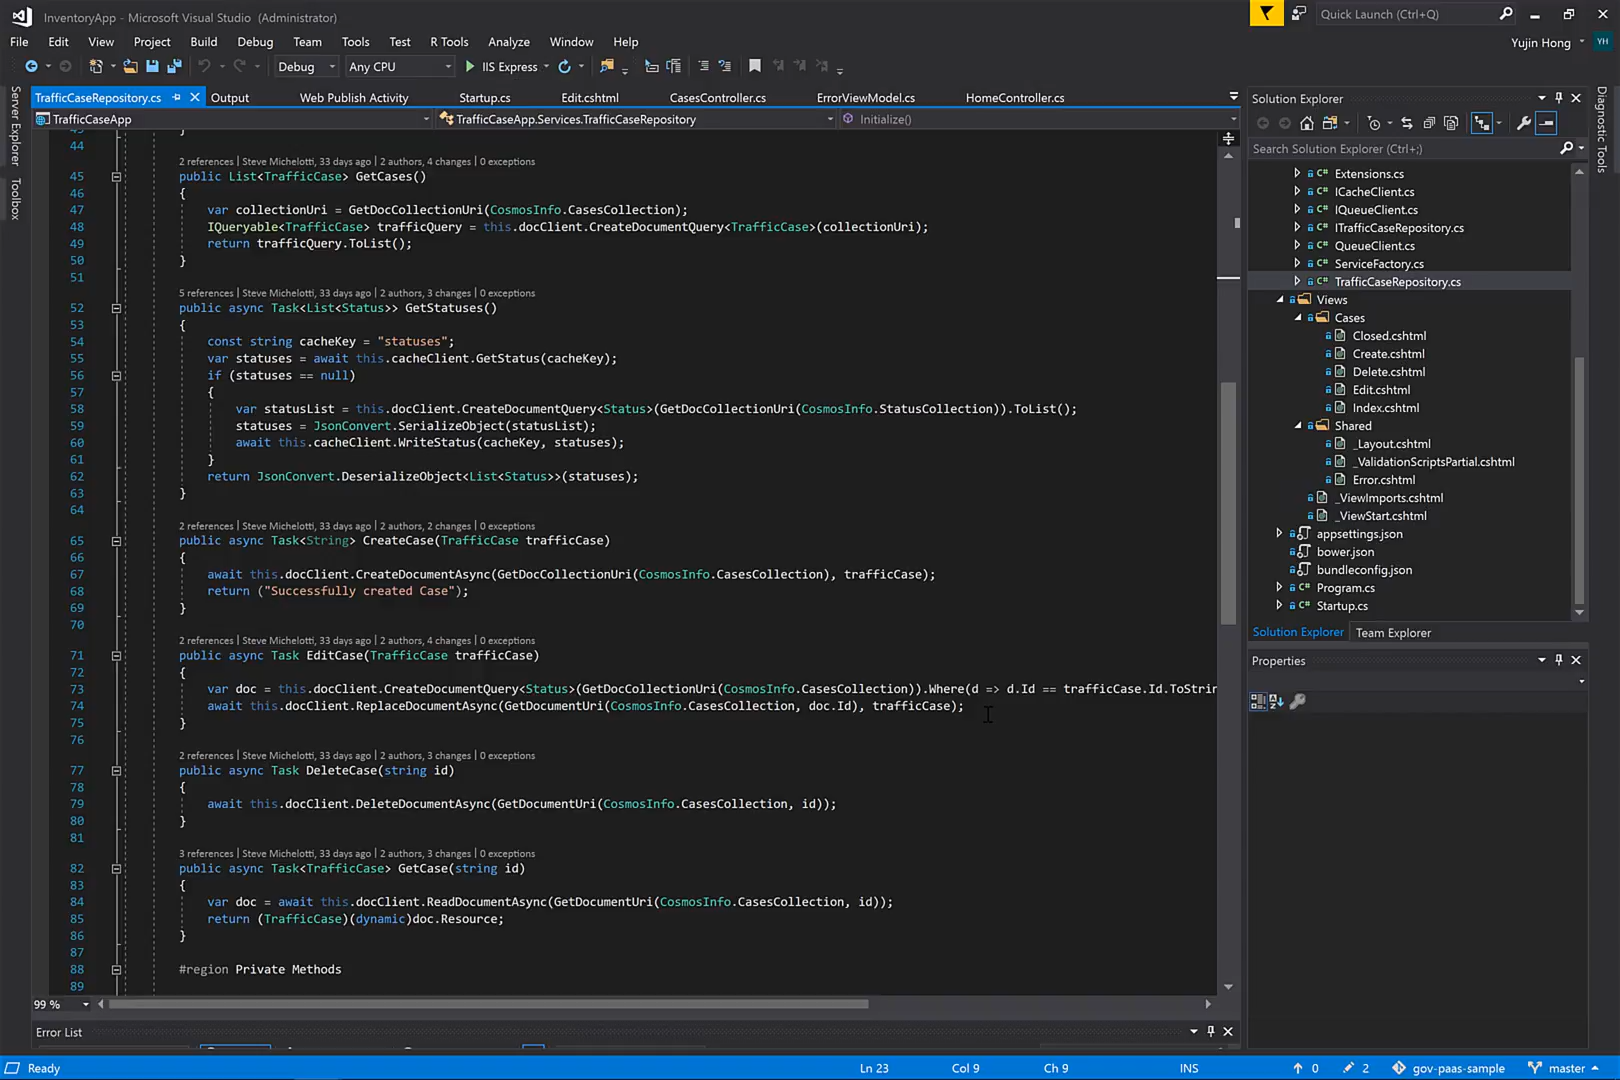 InventoryApp - Microsoft Visual Studio (Administrator)
Quick Launch (Ctrl+Q)
File Edit View Project Build Debug Team Tools Test R Tools Analyze Window Help
Yujin Hong YH
Debug Any CPU IIS Express
Server Explorer
Toolbox
TrafficCaseRepository.cs Output Web Publish Activity Startup.cs Edit.cshtml CasesController.cs ErrorViewModel.cs HomeController.cs
TrafficCaseApp TrafficCaseApp.Services.TrafficCaseRepository Initialize()
44
2 references | Steve Michelotti, 33 days ago | 2 authors, 4 changes | 0 exceptions
45 public List<TrafficCase> GetCases()
46 {
47 var collectionUri = GetDocCollectionUri(CosmosInfo.CasesCollection);
48 IQueryable<TrafficCase> trafficQuery = this.docClient.CreateDocumentQuery<TrafficCase>(collectionUri);
49 return trafficQuery.ToList();
50 }
51
5 references | Steve Michelotti, 33 days ago | 2 authors, 3 changes | 0 exceptions
52 public async Task<List<Status>> GetStatuses()
53 {
54 const string cacheKey = "statuses";
55 var statuses = await this.cacheClient.GetStatus(cacheKey);
56 if (statuses == null)
57 {
58 var statusList = this.docClient.CreateDocumentQuery<Status>(GetDocCollectionUri(CosmosInfo.StatusCollection)).ToList();
59 statuses = JsonConvert.SerializeObject(statusList);
60 await this.cacheClient.WriteStatus(cacheKey, statuses);
61 }
62 return JsonConvert.DeserializeObject<List<Status>>(statuses);
63 }
64
2 references | Steve Michelotti, 33 days ago | 2 authors, 2 changes | 0 exceptions
65 public async Task<String> CreateCase(TrafficCase trafficCase)
66 {
67 await this.docClient.CreateDocumentAsync(GetDocCollectionUri(CosmosInfo.CasesCollection), trafficCase);
68 return ("Successfully created Case");
69 }
70
2 references | Steve Michelotti, 33 days ago | 2 authors, 4 changes | 0 exceptions
71 public async Task EditCase(TrafficCase trafficCase)
72 {
73 var doc = this.docClient.CreateDocumentQuery<Status>(GetDocCollectionUri(CosmosInfo.CasesCollection)).Where(d => d.Id == trafficCase.Id.ToStrin
74 await this.docClient.ReplaceDocumentAsync(GetDocumentUri(CosmosInfo.CasesCollection, doc.Id), trafficCase);
75 }
76
2 references | Steve Michelotti, 33 days ago | 2 authors, 3 changes | 0 exceptions
77 public async Task DeleteCase(string id)
78 {
79 await this.docClient.DeleteDocumentAsync(GetDocumentUri(CosmosInfo.CasesCollection, id));
80 }
81
3 references | Steve Michelotti, 33 days ago | 2 authors, 3 changes | 0 exceptions
82 public async Task<TrafficCase> GetCase(string id)
83 {
84 var doc = await this.docClient.ReadDocumentAsync(GetDocumentUri(CosmosInfo.CasesCollection, id));
85 return (TrafficCase)(dynamic)doc.Resource;
86 }
87
88 #region Private Methods
89
99 %
Error List
Solution Explorer
Search Solution Explorer (Ctrl+;)
C# Extensions.cs
C# ICacheClient.cs
C# IQueueClient.cs
C# ITrafficCaseRepository.cs
C# QueueClient.cs
C# ServiceFactory.cs
C# TrafficCaseRepository.cs
Views
Cases
Closed.cshtml
Create.cshtml
Delete.cshtml
Edit.cshtml
Index.cshtml
Shared
_Layout.cshtml
_ValidationScriptsPartial.cshtml
Error.cshtml
_ViewImports.cshtml
_ViewStart.cshtml
appsettings.json
bower.json
bundleconfig.json
C# Program.cs
C# Startup.cs
Solution Explorer Team Explorer
Properties
Diagnostic Tools
Ready Ln 23 Col 9 Ch 9 INS 0 2 gov-paas-sample master